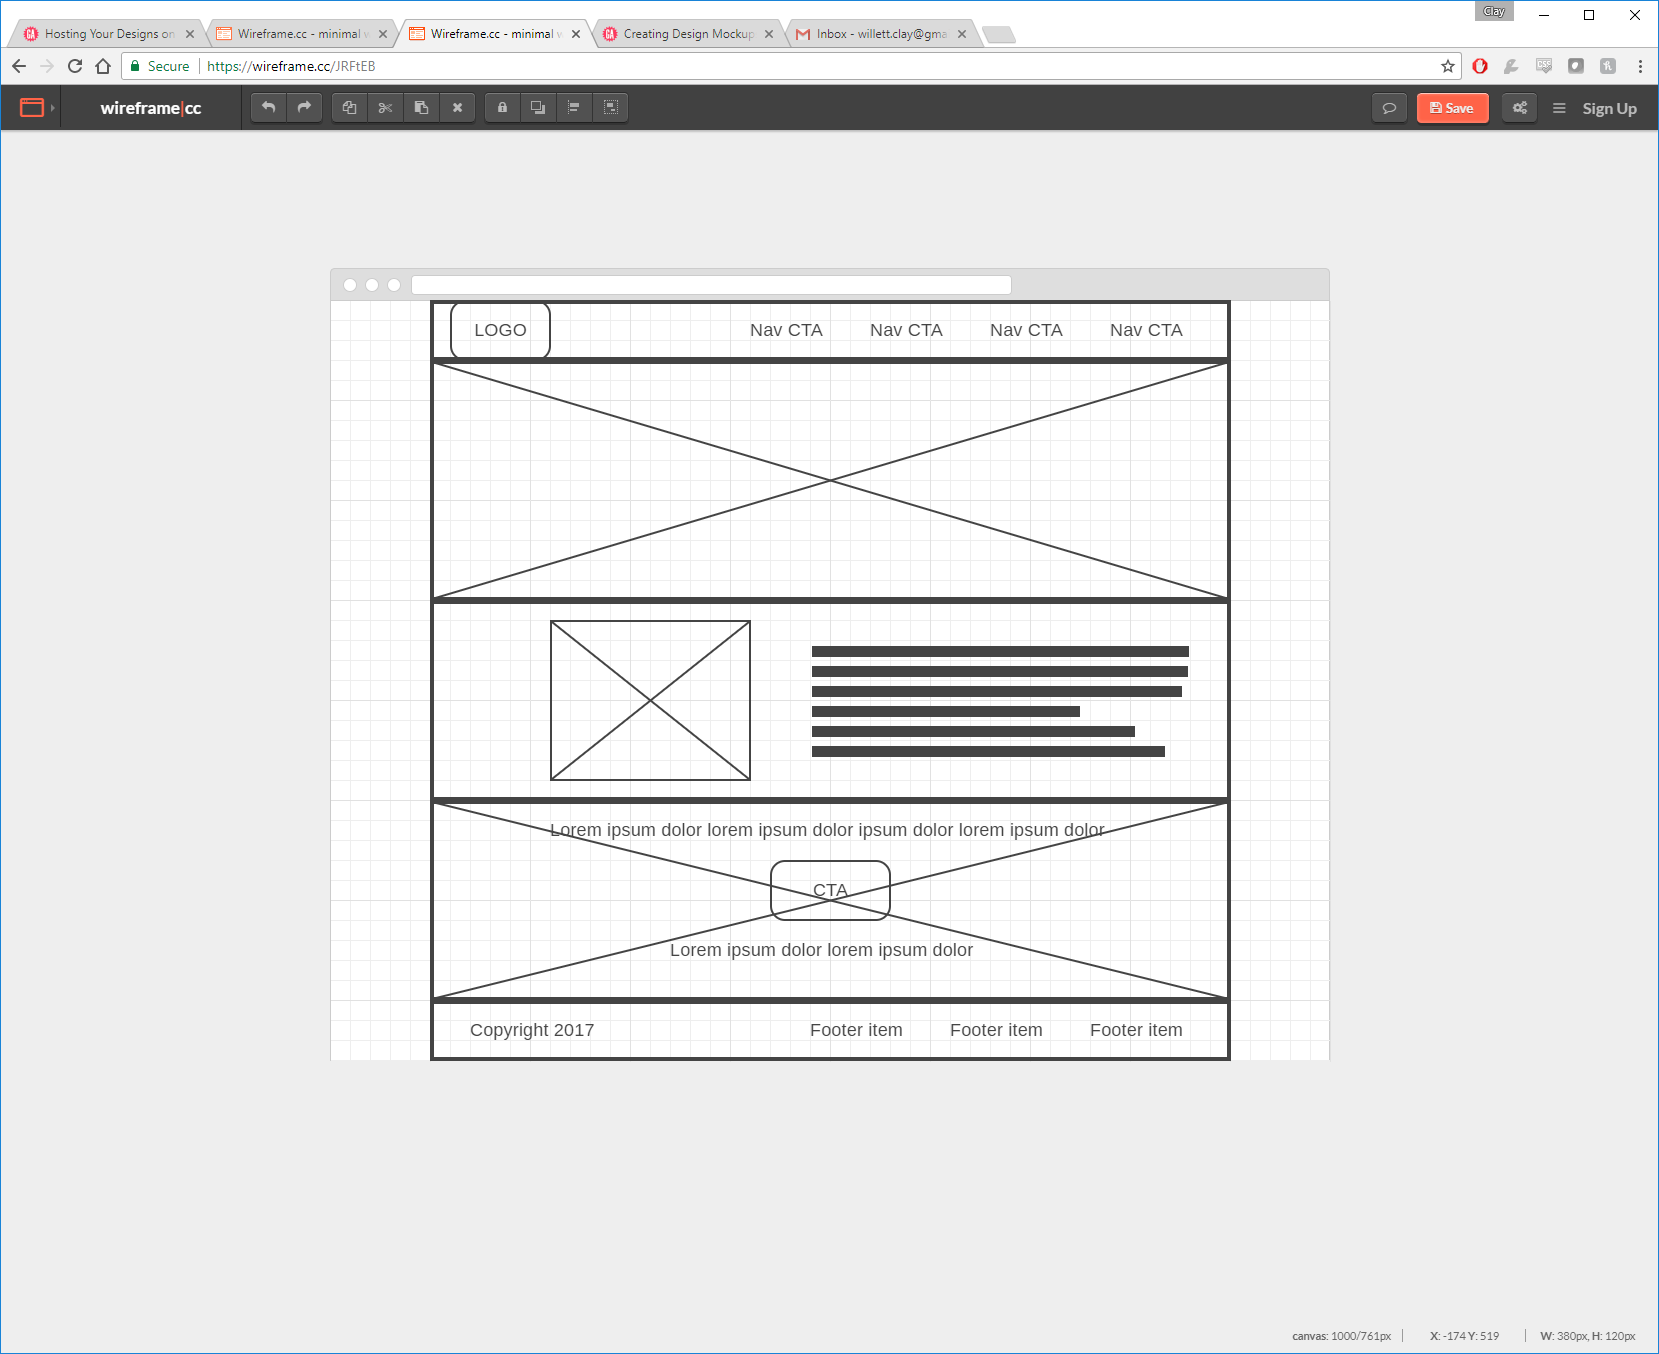 Clay
Hosting Your Designs on
Wireframe.cc - minimal w
Wireframe.cc - minimal w
Creating Design Mockup
Inbox - willett.clay@gma
Secure
https://wireframe.cc/JRFtEB
wireframe|cc
Save
Sign Up
LOGO
Nav CTA
Nav CTA
Nav CTA
Nav CTA
Lorem ipsum dolor lorem ipsum dolor ipsum dolor lorem ipsum dolor
CTA
Lorem ipsum dolor lorem ipsum dolor
Copyright 2017
Footer item
Footer item
Footer item
canvas: 1000/761px
X: -174 Y: 519
W: 380px, H: 120px